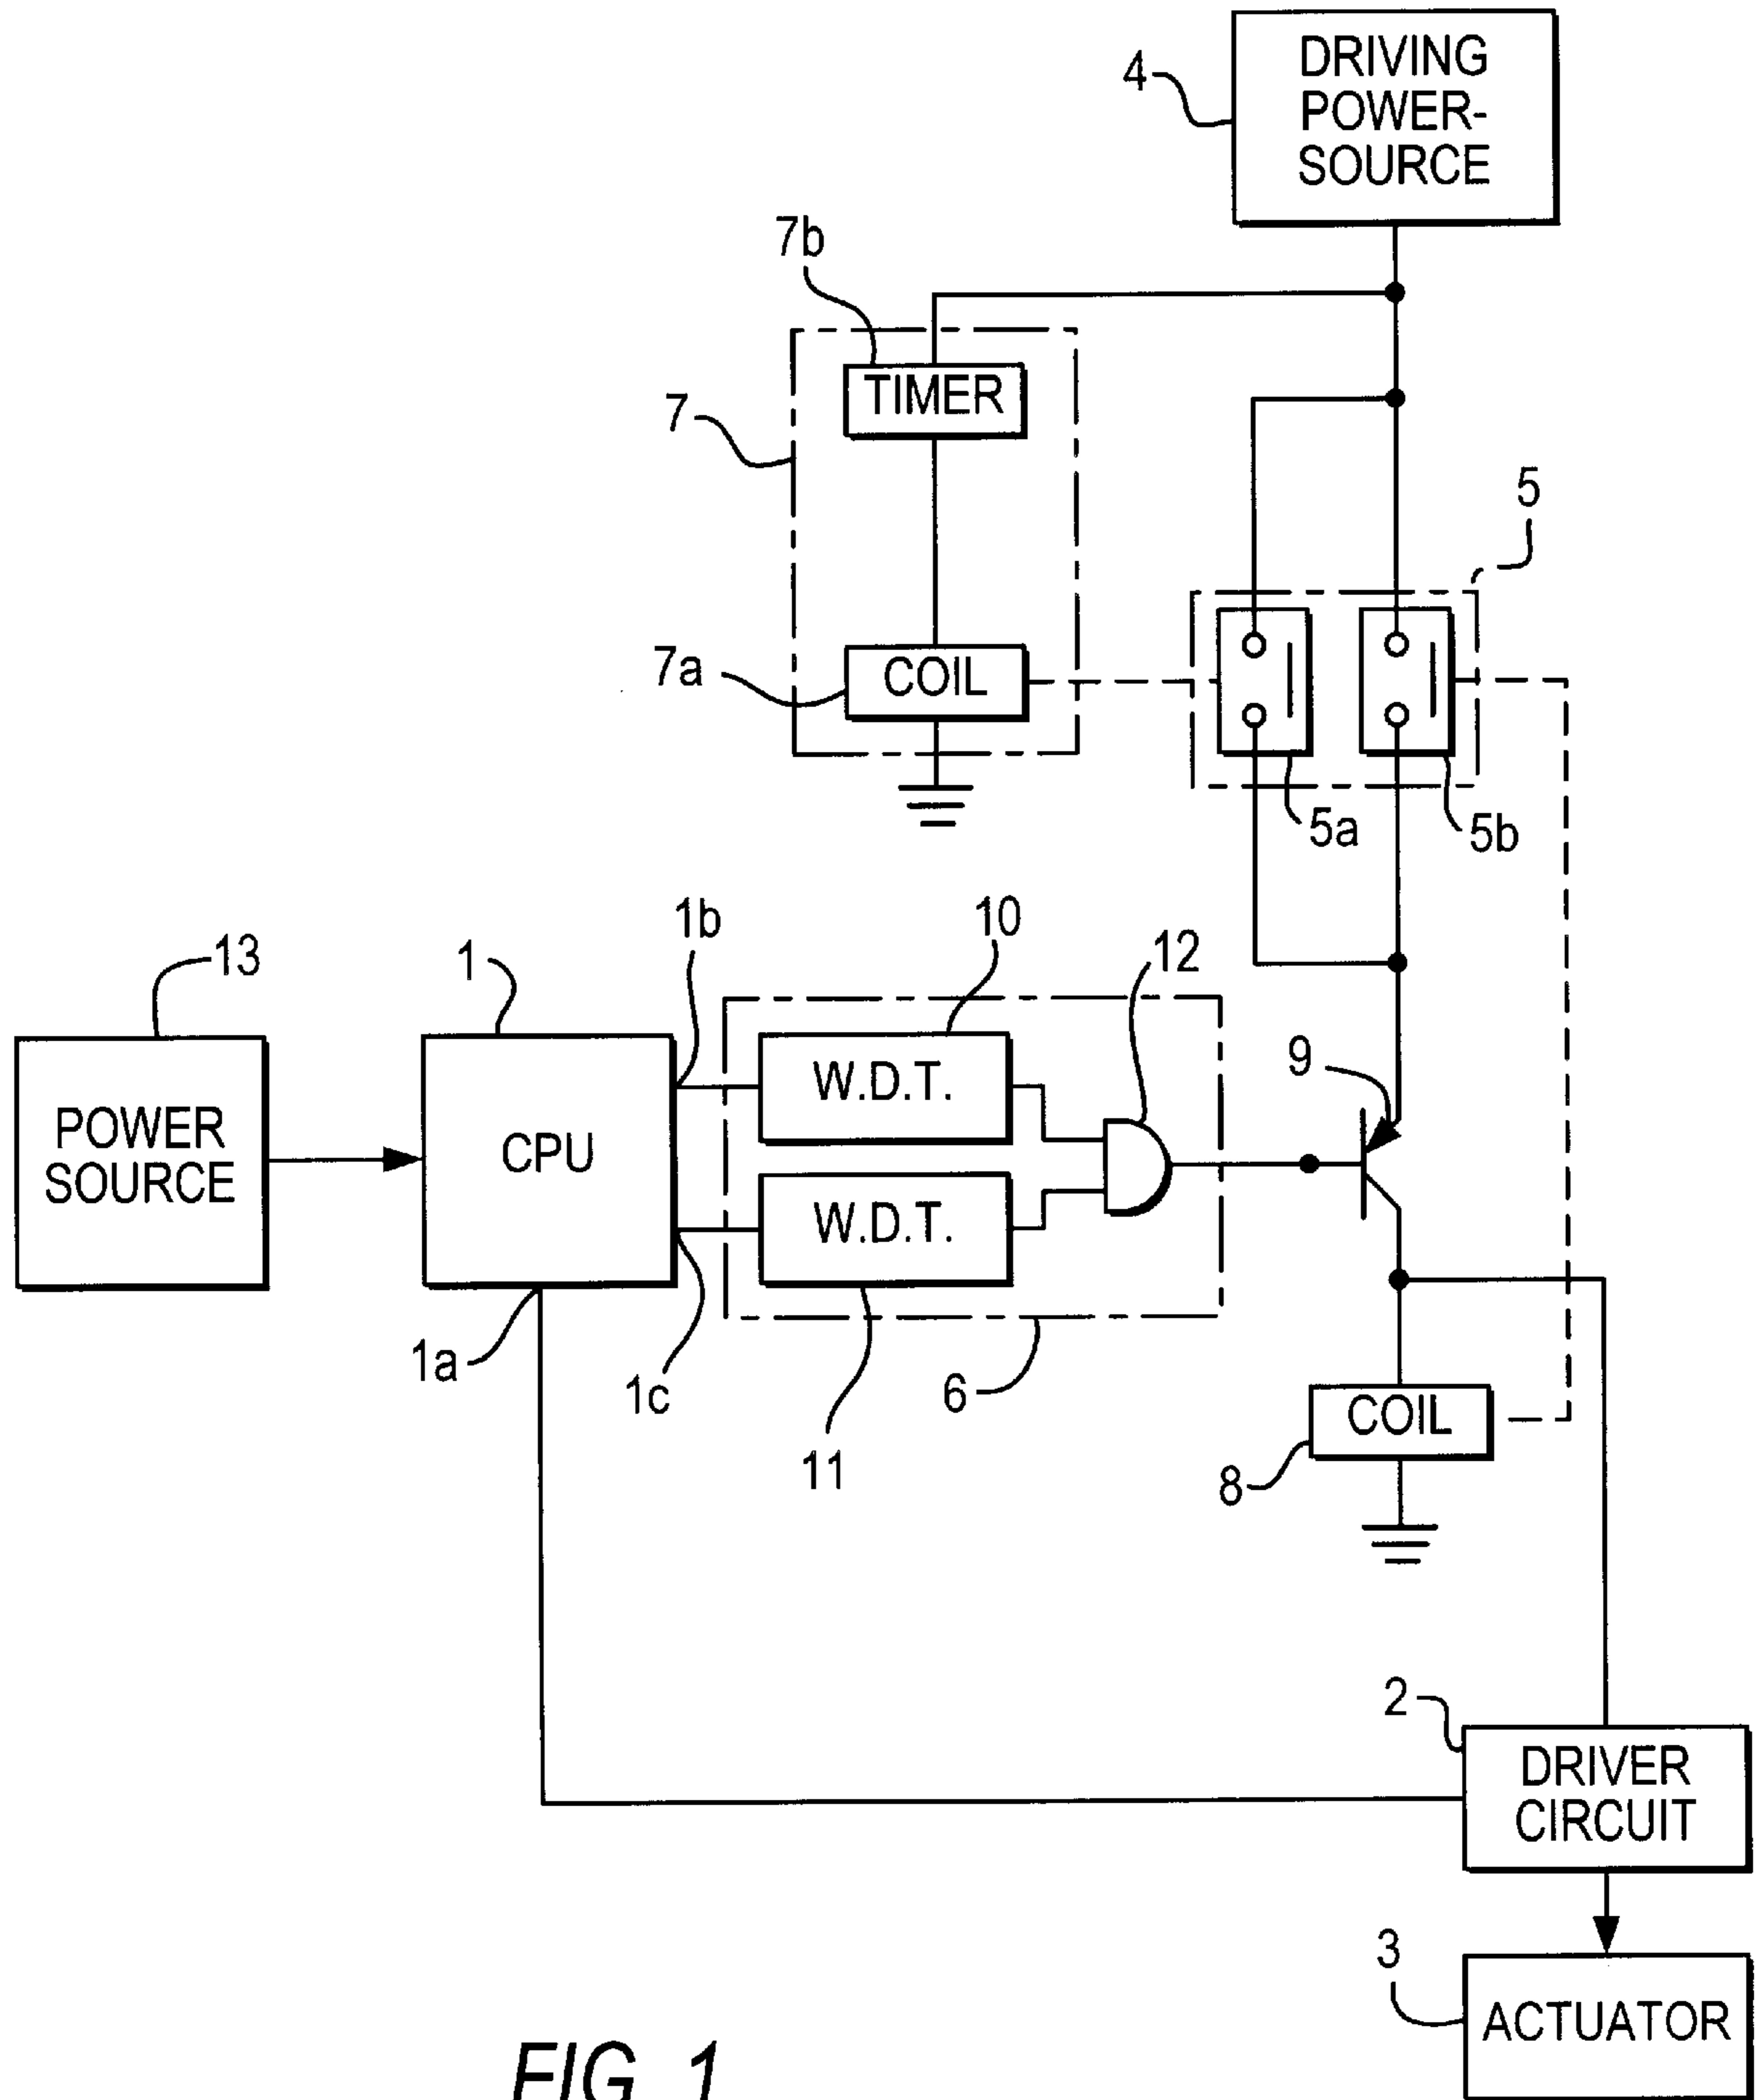 DRIVING
POWER-
SOURCE
4
7b
TIMER
7
5
7a
COIL
5a
5b
13
1
1b
10
12
9
POWER
SOURCE
CPU
W.D.T.
W.D.T.
1a
1c
11
6
COIL
8
2
DRIVER
CIRCUIT
3
ACTUATOR
FIG. 1